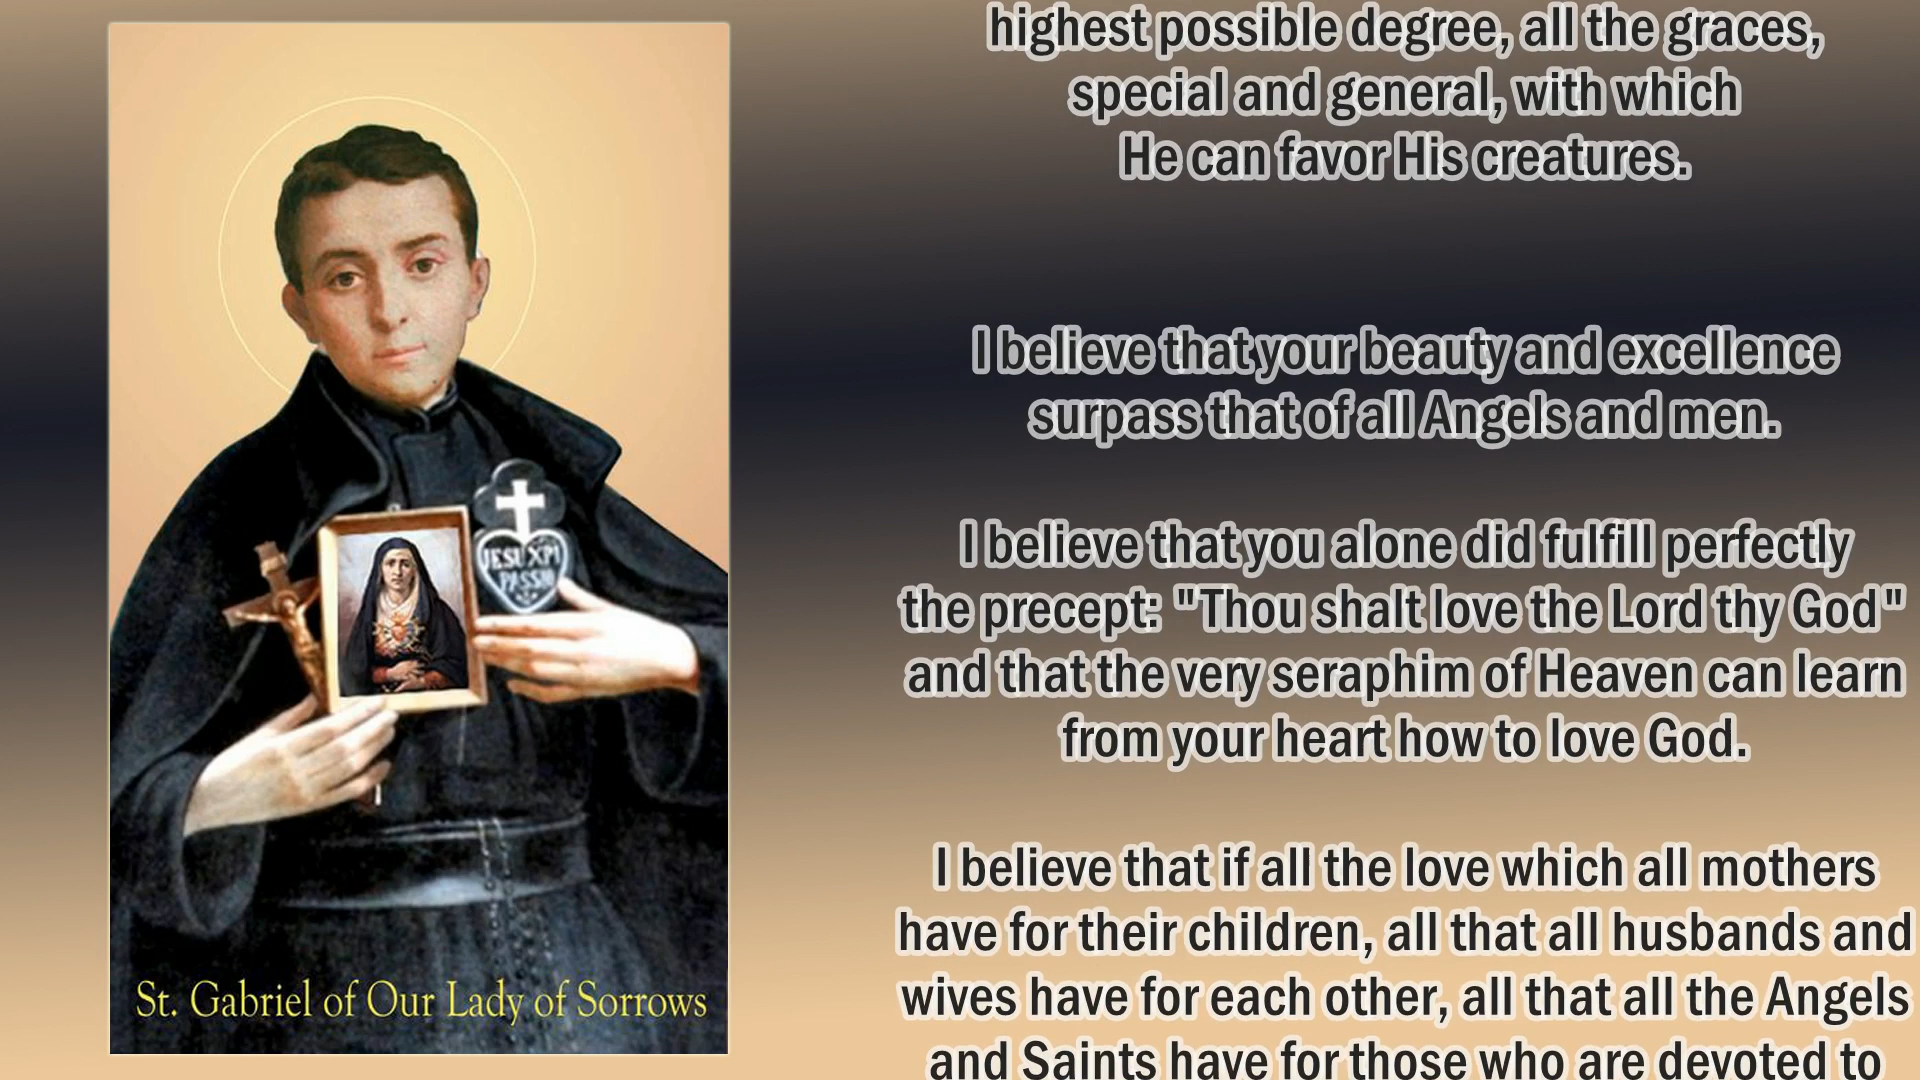 JESU XPI
PASSIO
St. Gabriel of Our Lady of Sorrows
highest possible degree, all the graces,
special and general, with which
He can favor His creatures.
I believe that your beauty and excellence
surpass that of all Angels and men.
I believe that you alone did fulfill perfectly
the precept: "Thou shalt love the Lord thy God"
and that the very seraphim of Heaven can learn
from your heart how to love God.
I believe that if all the love which all mothers
have for their children, all that all husbands and
wives have for each other, all that all the Angels
and Saints have for those who are devoted to